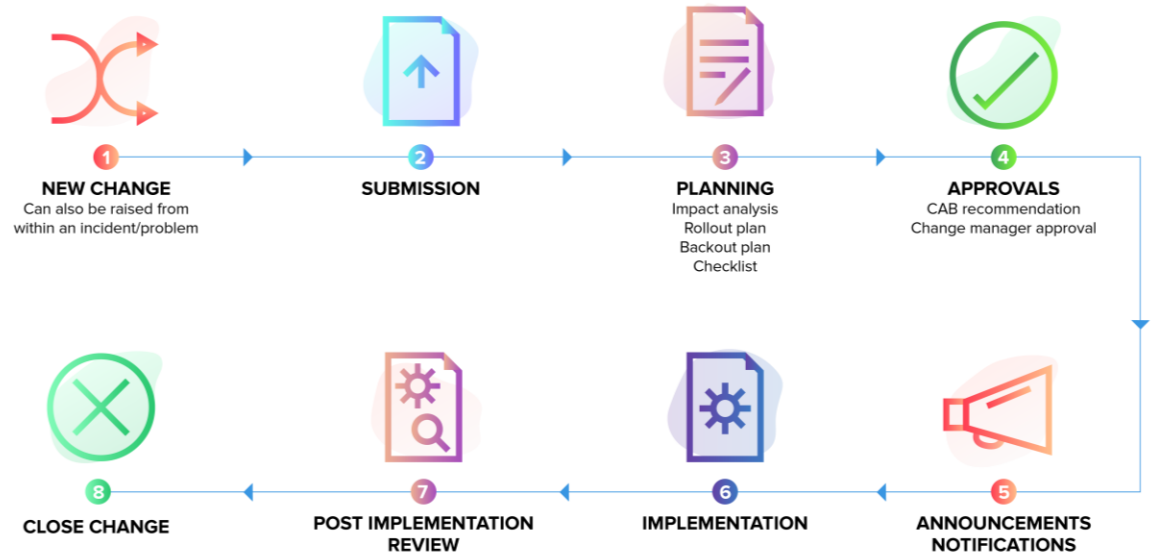 1
NEW CHANGE
Can also be raised from
within an incident/problem
2
SUBMISSION
3
PLANNING
Impact analysis
Rollout plan
Backout plan
Checklist
4
APPROVALS
CAB recommendation
Change manager approval
5
ANNOUNCEMENTS
NOTIFICATIONS
6
IMPLEMENTATION
7
POST IMPLEMENTATION
REVIEW
8
CLOSE CHANGE